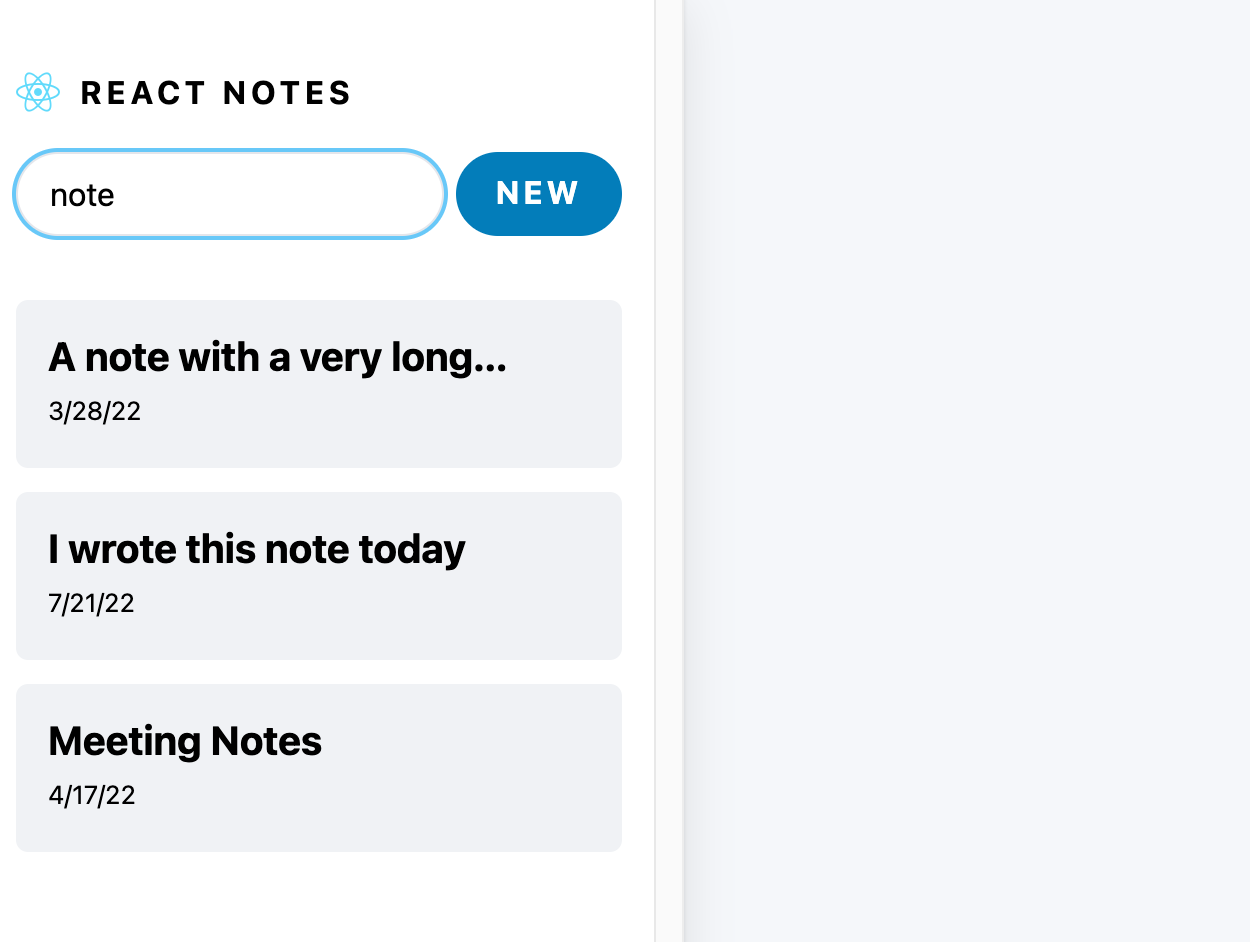 REACT NOTES
note
NEW
A note with a very long...
3/28/22
I wrote this note today
7/21/22
Meeting Notes
4/17/22